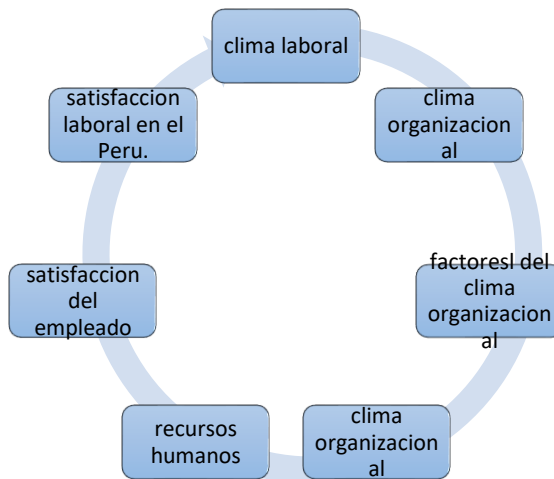 clima laboral
clima
organizacion
al
factoresl del
clima
organizacion
al
clima
organizacion
al
recursos
humanos
satisfaccion
del
empleado
satisfaccion
laboral en el
Peru.